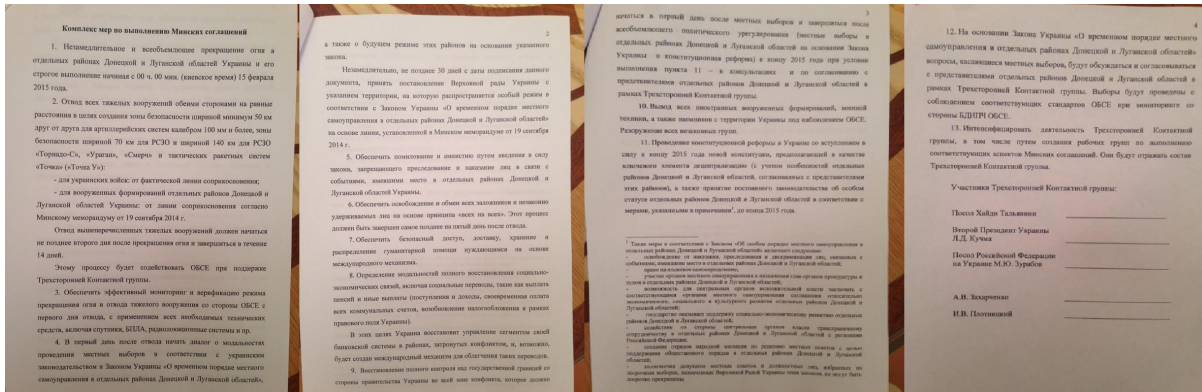 Комплекс мер по выполнению Минских соглашений
1. Незамедлительное и всеобъемлющее прекращение огня в
отдельных районах Донецкой и Луганской областей Украины и его
строгое выполнение начиная с 00 ч. 00 мин. (киевское время) 15 февраля
2015 года.
2. Отвод всех тяжелых вооружений обеими сторонами на равные
расстояния в целях создания зоны безопасности шириной минимум 50 км
друг от друга для артиллерийских систем калибром 100 мм и более, зоны
безопасности шириной 70 км для РСЗО и шириной 140 км для РСЗО
«Торнадо-С», «Ураган», «Смерч» и тактических ракетных систем
«Точка» («Точка У»):
- для украинских войск: от фактической линии соприкосновения;
- для вооруженных формирований отдельных районов Донецкой и
Луганской областей Украины: от линии соприкосновения согласно
Минскому меморандуму от 19 сентября 2014 г.
Отвод вышеперечисленных тяжелых вооружений должен начаться
не позднее второго дня после прекращения огня и завершиться в течение
14 дней.
Этому процессу будет содействовать ОБСЕ при поддержке
Трехсторонней Контактной группы.
3. Обеспечить эффективный мониторинг и верификацию режима
прекращения огня и отвода тяжелого вооружения со стороны ОБСЕ с
первого дня отвода, с применением всех необходимых технических
средств, включая спутники, БПЛА, радиолокационные системы и пр.
4. В первый день после отвода начать диалог о модальностях
проведения местных выборов в соответствии с украинским
законодательством и Законом Украины «О временном порядке местного
самоуправления в отдельных районах Донецкой и Луганской областей»,
2
а также о будущем режиме этих районов на основании указанного
закона.
Незамедлительно, не позднее 30 дней с даты подписания данного
документа, принять постановление Верховной рады Украины с
указанием территории, на которую распространяется особый режим в
соответствии с Законом Украины «О временном порядке местного
самоуправления в отдельных районах Донецкой и Луганской областей»
на основе линии, установленной в Минском меморандуме от 19 сентября
2014 г.
5. Обеспечить помилование и амнистию путем введения в силу
закона, запрещающего преследование и наказание лиц в связи с
событиями, имевшими место в отдельных районах Донецкой и
Луганской областей Украины.
6. Обеспечить освобождение и обмен всех заложников и незаконно
удерживаемых лиц на основе принципа «всех на всех». Этот процесс
должен быть завершен самое позднее на пятый день после отвода.
7. Обеспечить безопасный доступ, доставку, хранение и
распределение гуманитарной помощи нуждающимся на основе
международного механизма.
8. Определение модальностей полного восстановления социально-
экономических связей, включая социальные переводы, такие как выплата
пенсий и иные выплаты (поступления и доходы, своевременная оплата
всех коммунальных счетов, возобновление налогообложения в рамках
правового поля Украины).
В этих целях Украина восстановит управление сегментом своей
банковской системы в районах, затронутых конфликтом, и, возможно,
будет создан международный механизм для облегчения таких переводов.
9. Восстановление полного контроля над государственной границей со
стороны правительства Украины во всей зоне конфликта, которое должно
3
начаться в первый день после местных выборов и завершиться после
всеобъемлющего политического урегулирования (местные выборы в
отдельных районах Донецкой и Луганской областей на основании Закона
Украины и конституционная реформа) к концу 2015 года при условии
выполнения пункта 11 – в консультациях и по согласованию с
представителями отдельных районов Донецкой и Луганской областей в
рамках Трехсторонней Контактной группы.
10. Вывод всех иностранных вооруженных формирований, военной
техники, а также наемников с территории Украины под наблюдением ОБСЕ.
Разоружение всех незаконных групп.
11. Проведение конституционной реформы в Украине со вступлением в
силу к концу 2015 года новой конституции, предполагающей в качестве
ключевого элемента децентрализацию (с учетом особенностей отдельных
районов Донецкой и Луганской областей, согласованных с представителями
этих районов), а также принятие постоянного законодательства об особом
статусе отдельных районов Донецкой и Луганской областей в соответствии с
мерами, указанными в примечании¹, до конца 2015 года.
4
12. На основании Закона Украины «О временном порядке местного
самоуправления в отдельных районах Донецкой и Луганской областей»
вопросы, касающиеся местных выборов, будут обсуждаться и согласовываться
с представителями отдельных районов Донецкой и Луганской областей в
рамках Трехсторонней Контактной группы. Выборы будут проведены с
соблюдением соответствующих стандартов ОБСЕ при мониторинге со
стороны БДИПЧ ОБСЕ.
13. Интенсифицировать деятельность Трехсторонней Контактной
группы, в том числе путем создания рабочих групп по выполнению
соответствующих аспектов Минских соглашений. Они будут отражать состав
Трехсторонней Контактной группы.
Участники Трехсторонней Контактной группы:
Посол Хайди Тальявини
Второй Президент Украины
Л.Д. Кучма
Посол Российской Федерации
на Украине М.Ю. Зурабов
А.В. Захарченко
И.В. Плотницкий